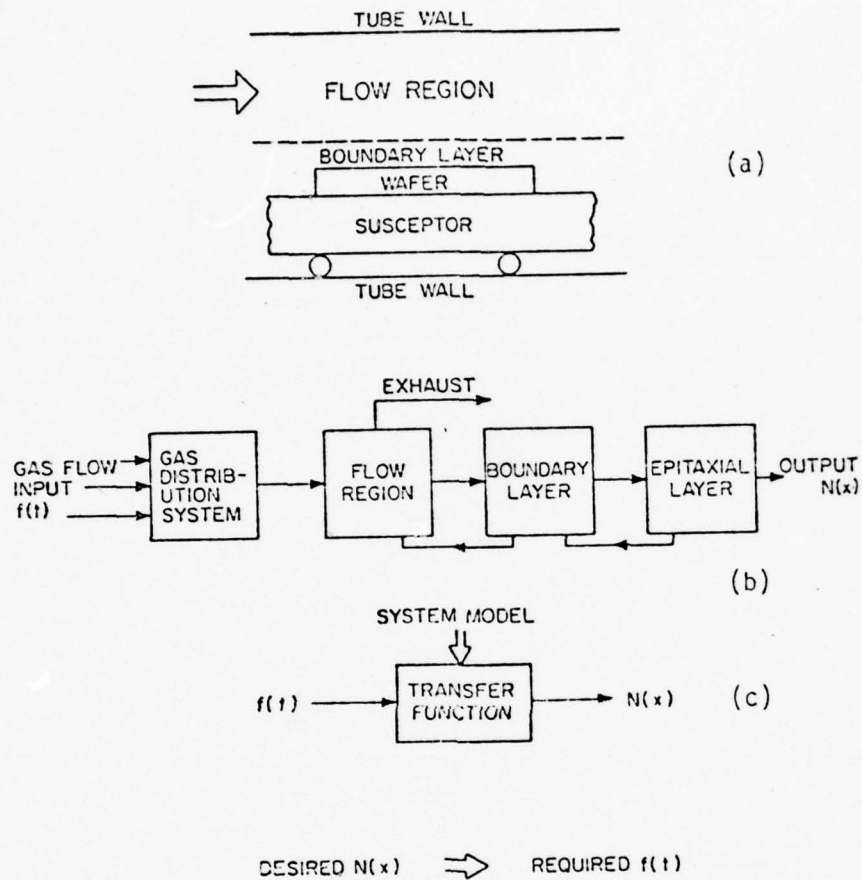 TUBE WALL
FLOW REGION
BOUNDARY LAYER
WAFER
SUSCEPTOR
TUBE WALL
(a)
EXHAUST
GAS FLOW
INPUT
f(t)
GAS
DISTRIB-
UTION
SYSTEM
FLOW
REGION
BOUNDARY
LAYER
EPITAXIAL
LAYER
OUTPUT
N(x)
(b)
SYSTEM MODEL
f(t)
TRANSFER
FUNCTION
N(x)
(c)
DESIRED N(x)
REQUIRED f(t)